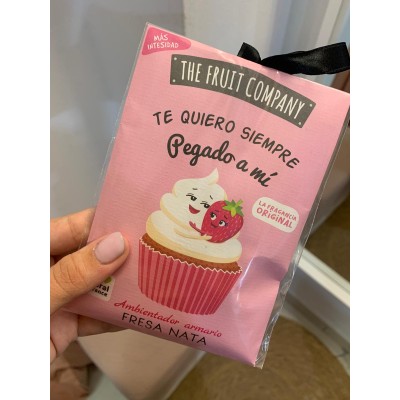 MÁS
INTESIDAD
THE FRUIT COMPANY
TE QUIERO SIEMPRE
Pegado a mí
LA FRAGANCIA
ORIGINAL
Ambientador armario
FRESA NATA